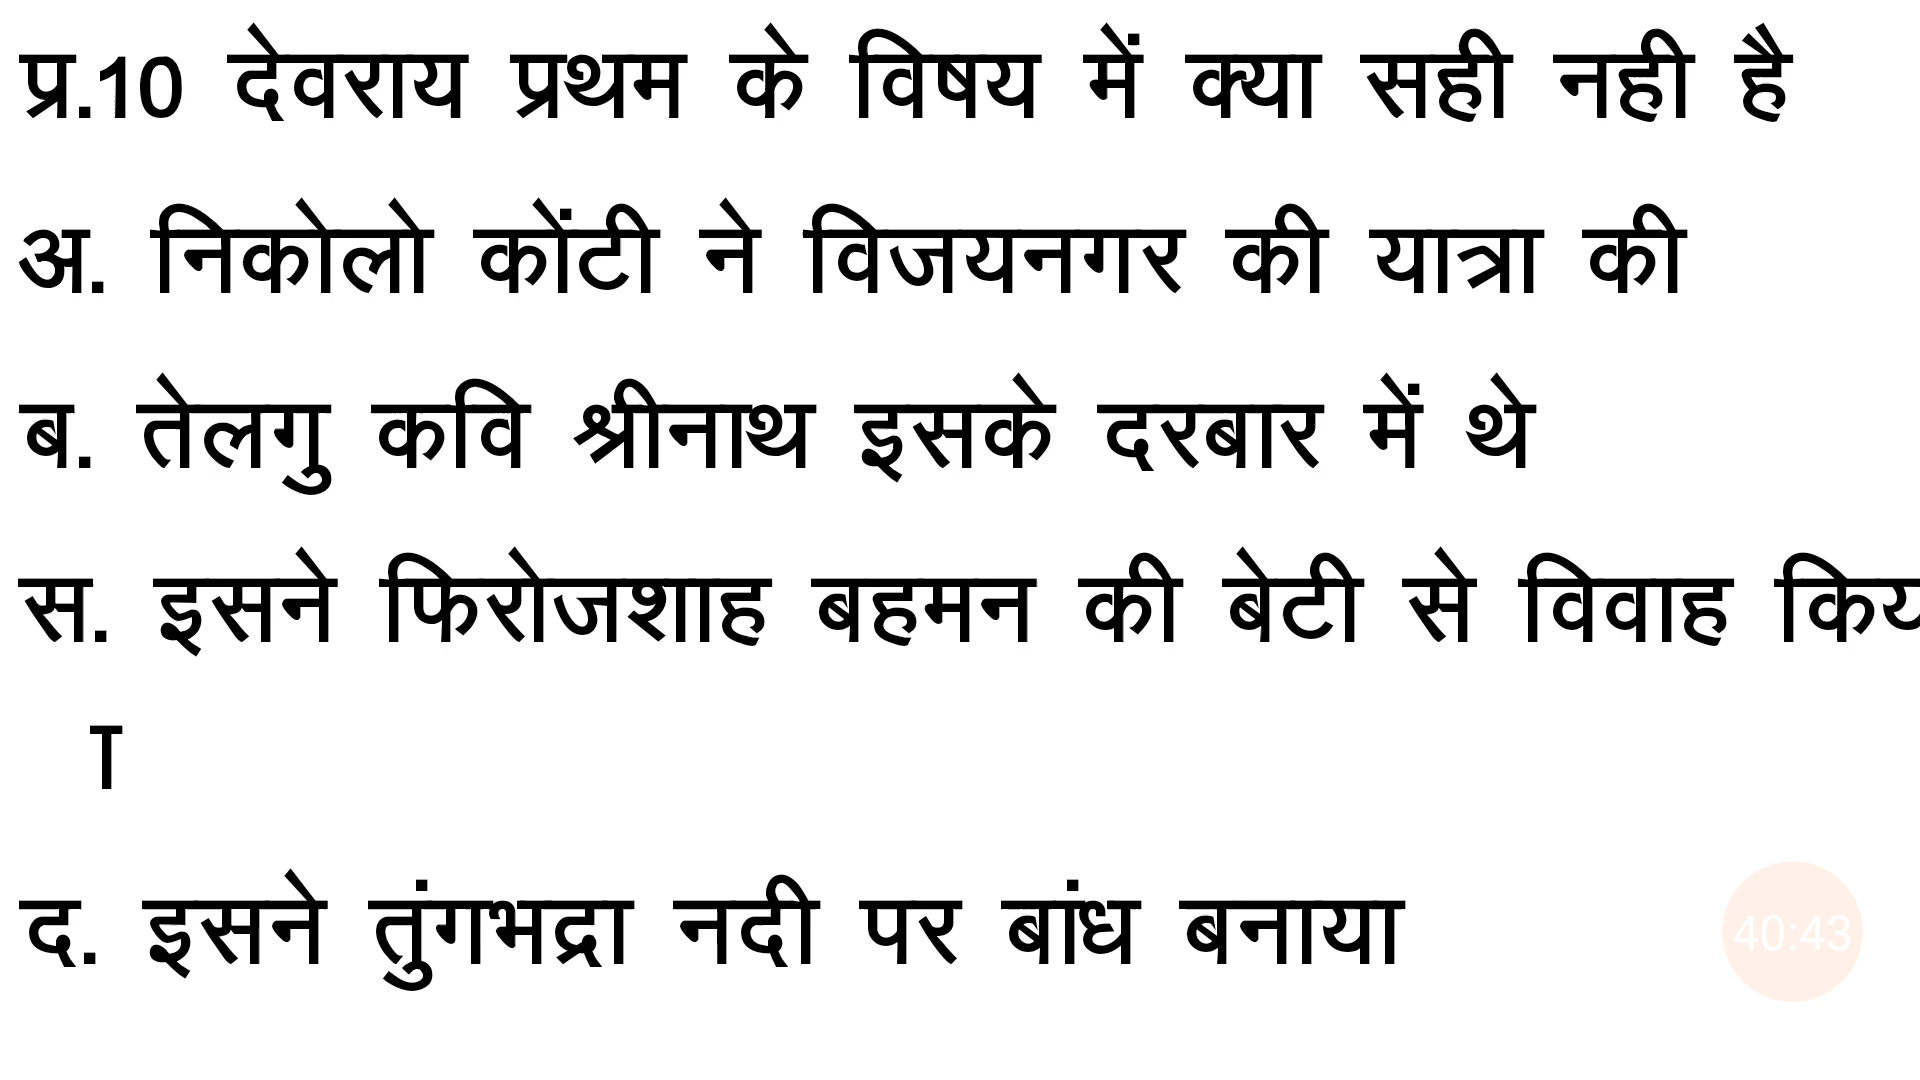 प्र.10 देवराय प्रथम के विषय में क्या सही नही है
अ. निकोलो कोंटी ने विजयनगर की यात्रा की
ब. तेलगु कवि श्रीनाथ इसके दरबार में थे
स. इसने फिरोजशाह बहमन की बेटी से विवाह किय
ा
द. इसने तुंगभद्रा नदी पर बांध बनाया
40:43